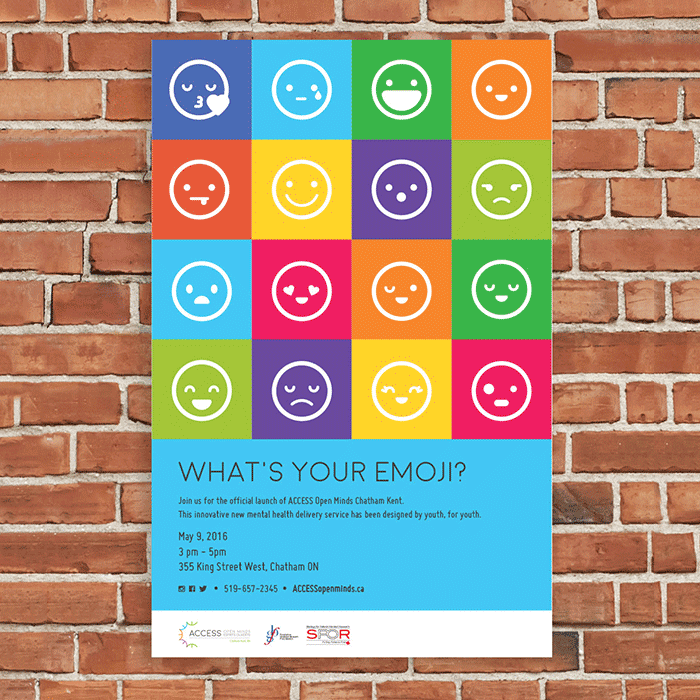 WHAT'S YOUR EMOJI?
Join us for the official launch of ACCESS Open Minds Chatham Kent.
This innovative new mental health delivery service has been designed by youth, for youth.
May 9, 2016
3 pm - 5pm
355 King Street West, Chatham ON
• 519-657-2345 • ACCESSopenminds.ca
ACCESS OPEN MINDS